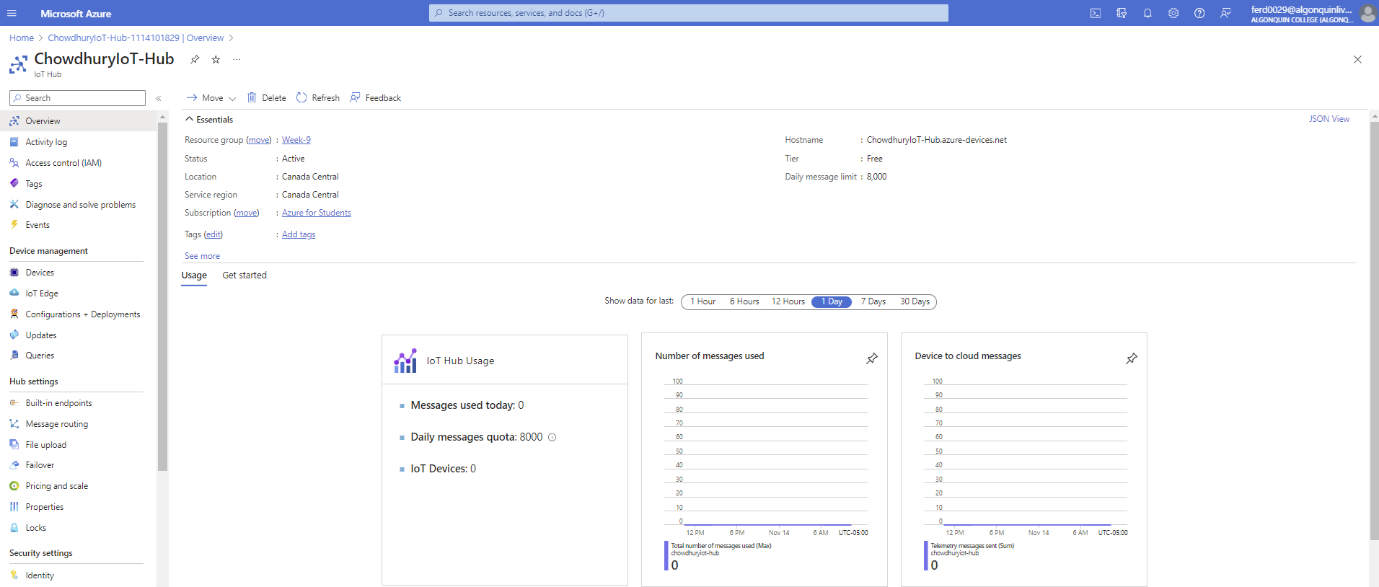 Microsoft Azure
Search resources, services, and docs (G+/)
ferd0029@algonquinliv...
ALGONQUIN COLLEGE (ALGONQ...
Home > ChowdhuryIoT-Hub-1114101829 | Overview >
ChowdhuryIoT-Hub
IoT Hub
Search
Overview
Activity log
Access control (IAM)
Tags
Diagnose and solve problems
Events
Device management
Devices
IoT Edge
Configurations + Deployments
Updates
Queries
Hub settings
Built-in endpoints
Message routing
File upload
Failover
Pricing and scale
Properties
Locks
Security settings
Identity
Move Delete Refresh Feedback
Essentials
JSON View
Resource group (move) : Week-9
Status : Active
Location : Canada Central
Service region : Canada Central
Subscription (move) : Azure for Students
Tags (edit) : Add tags
See more
Hostname : ChowdhuryIoT-Hub.azure-devices.net
Tier : Free
Daily message limit : 8,000
Usage Get started
Show data for last: 1 Hour 6 Hours 12 Hours 1 Day 7 Days 30 Days
IoT Hub Usage
Messages used today: 0
Daily messages quota: 8000
IoT Devices: 0
Number of messages used
100
90
80
70
60
50
40
30
20
10
0
12 PM 6 PM Nov 14 6 AM UTC-05:00
Total number of messages used (Max)
chowdhuryiot-hub
0
Device to cloud messages
100
90
80
70
60
50
40
30
20
10
0
12 PM 6 PM Nov 14 6 AM UTC-05:00
Telemetry messages sent (Sum)
chowdhuryiot-hub
0